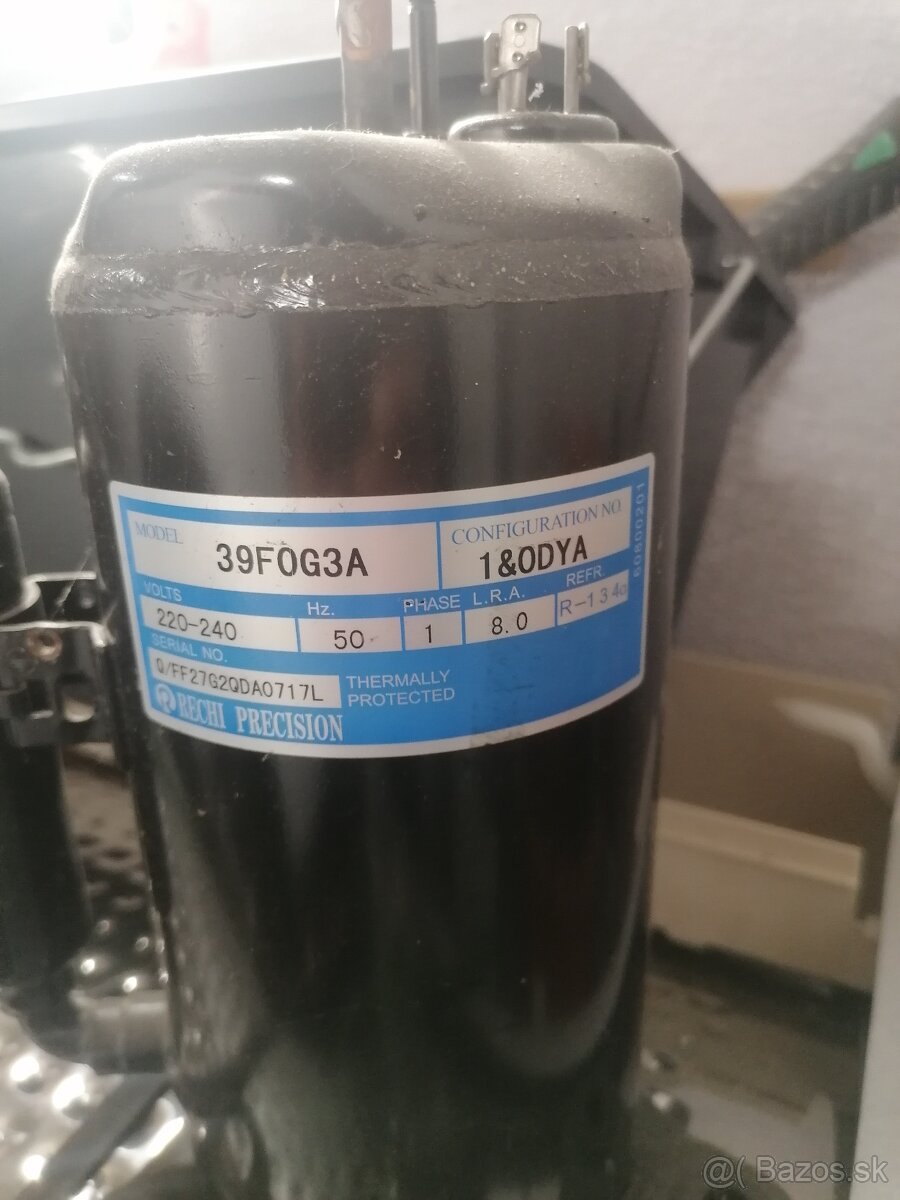 MODEL
39F0G3A
CONFIGURATION NO.
1&0DYA
60800201
VOLTS
220-240
Hz.
50
PHASE
1
L.R.A.
8.0
REFR.
R-134a
SERIAL NO.
Q/FF27G2QDA0717L
THERMALLY
PROTECTED
RECHI PRECISION
@( Bazos.sk